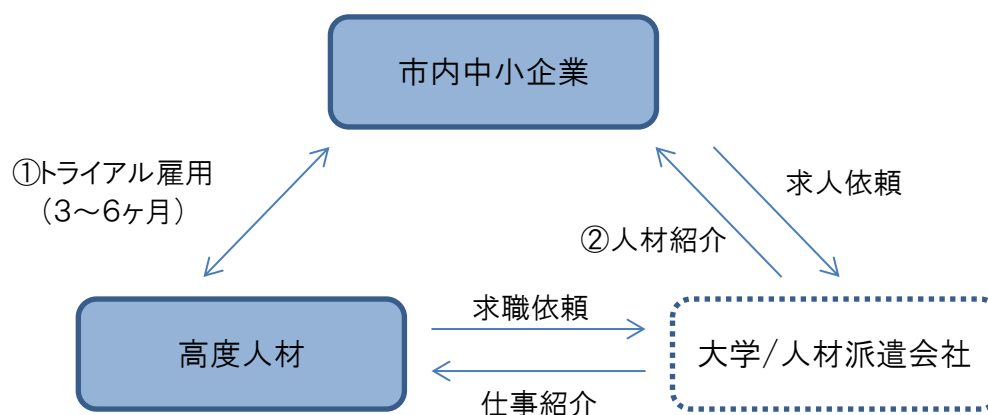 市内中小企業
①トライアル雇用
(3~6ヶ月)
求人依頼
②人材紹介
求職依頼
高度人材
大学/人材派遣会社
仕事紹介